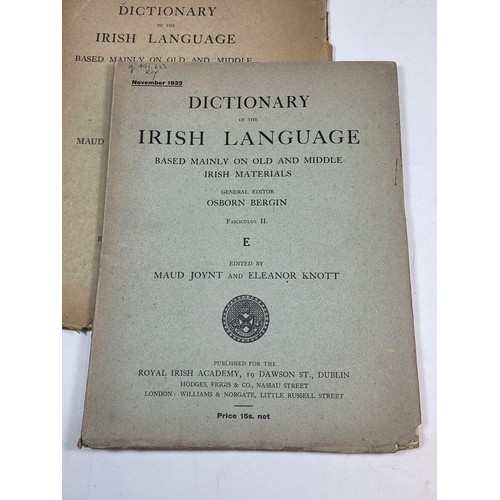 DICTIONARY
OF THE
IRISH LANGUAGE
BASED MAINLY ON OLD AND MIDDLE
MAUD
November 1932
DICTIONARY
OF THE
IRISH LANGUAGE
BASED MAINLY ON OLD AND MIDDLE
IRISH MATERIALS
GENERAL EDITOR
OSBORN BERGIN
FASCICULUS II.
E
EDITED BY
MAUD JOYNT AND ELEANOR KNOTT
PUBLISHED FOR THE
ROYAL IRISH ACADEMY, 19 DAWSON ST., DUBLIN
HODGES, FIGGIS & CO., NASSAU STREET
LONDON: WILLIAMS & NORGATE, LITTLE RUSSELL STREET
Price 15s. net